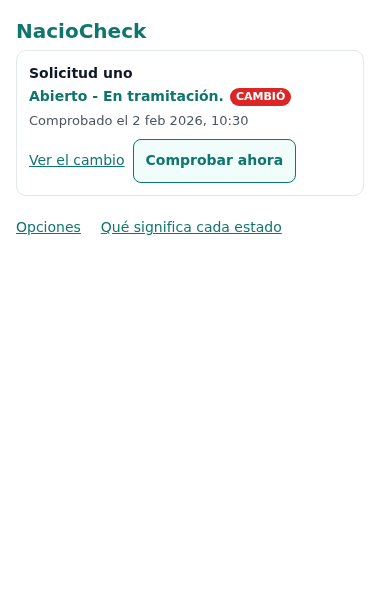 NacioCheck
Solicitud uno
Abierto - En tramitación. CAMBIÓ
Comprobado el 2 feb 2026, 10:30
Ver el cambio Comprobar ahora
Opciones Qué significa cada estado